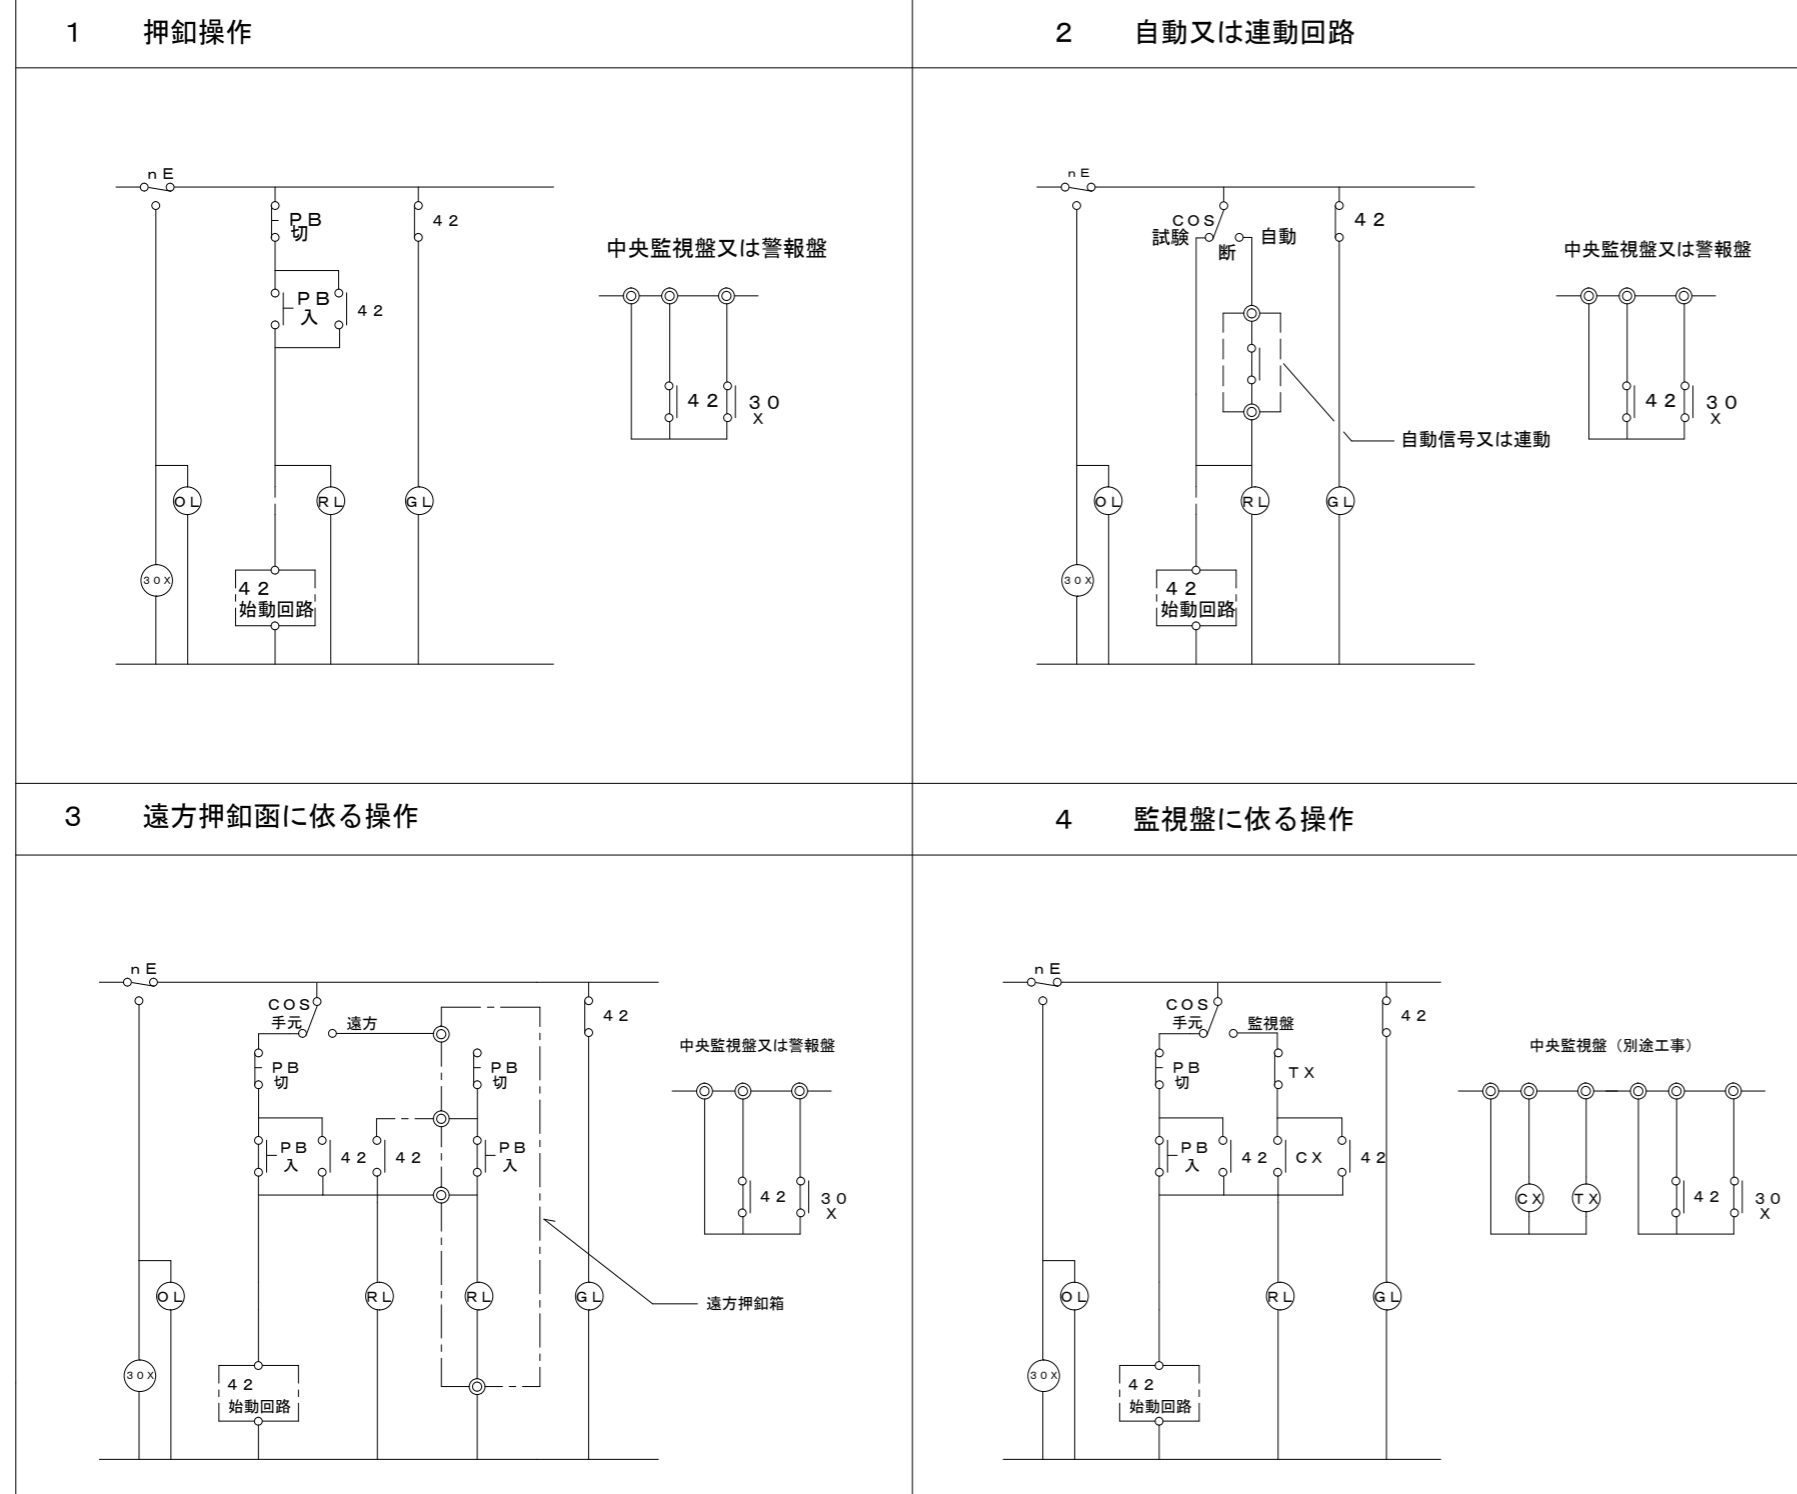 1 押釦操作
nE
PB
切
42
PB
入
42
OL
RL
GL
30X
42
始動回路
中央監視盤又は警報盤
42
30
X
2 自動又は連動回路
nE
COS
試験
断
自動
42
自動信号又は連動
OL
RL
GL
30X
42
始動回路
中央監視盤又は警報盤
42
30
X
3 遠方押釦函に依る操作
nE
COS
手元
遠方
42
PB
切
PB
切
PB
入
42
42
PB
入
OL
RL
RL
GL
遠方押釦箱
30X
42
始動回路
中央監視盤又は警報盤
42
30
X
4 監視盤に依る操作
nE
COS
手元
監視盤
42
PB
切
TX
PB
入
42
CX
42
OL
RL
GL
30X
42
始動回路
中央監視盤(別途工事)
CX
TX
42
30
X